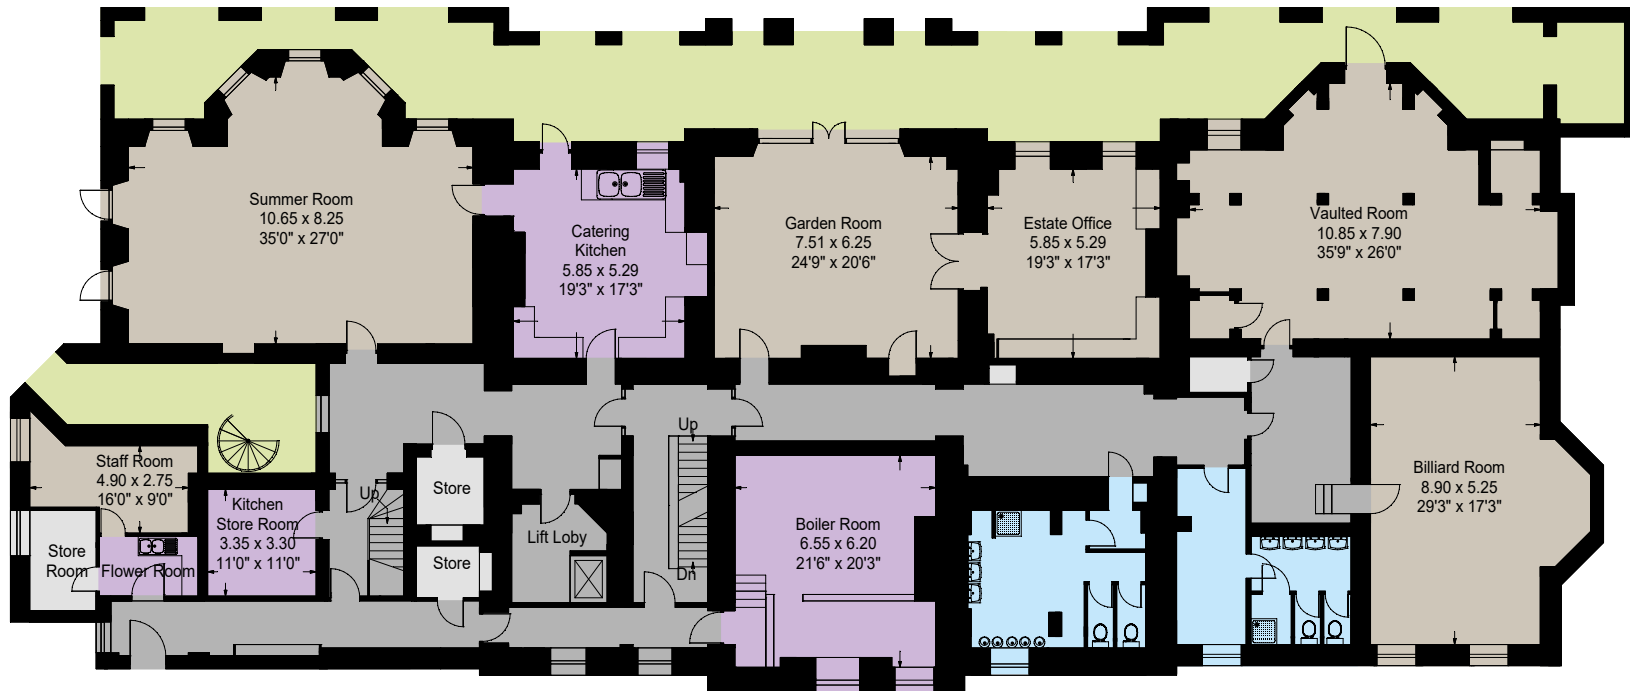 Summer Room
10.65 x 8.25
35'0" x 27'0"
Catering
Kitchen
5.85 x 5.29
19'3" x 17'3"
Garden Room
7.51 x 6.25
24'9" x 20'6"
Estate Office
5.85 x 5.29
19'3" x 17'3"
Vaulted Room
10.85 x 7.90
35'9" x 26'0"
Staff Room
4.90 x 2.75
16'0" x 9'0"
Kitchen
Store Room
3.35 x 3.30
11'0" x 11'0"
Store
Room
Flower Room
Up
Store
Store
Lift Loby
Up
Dn
Boiler Room
6.55 x 6.20
21'6" x 20'3"
Billiard Room
8.90 x 5.25
29'3" x 17'3"